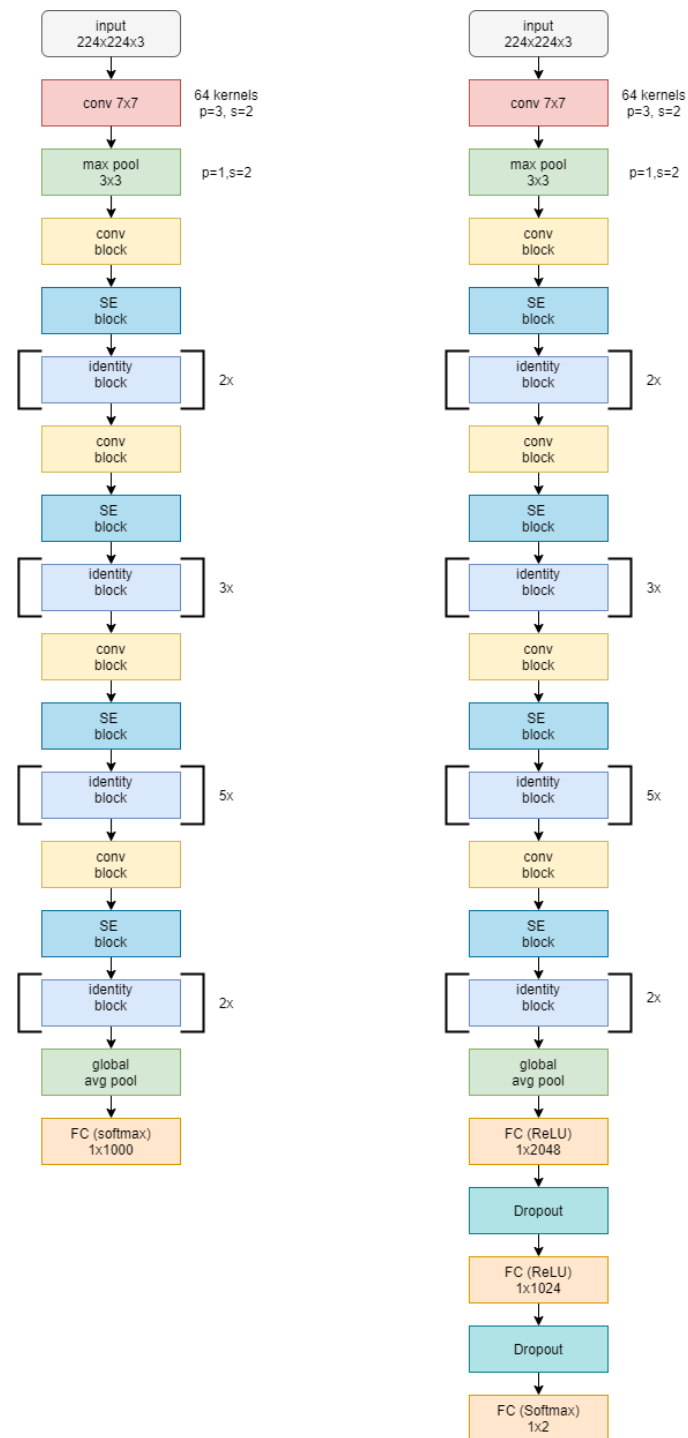 input
224x224x3
conv 7x7
64 kernels
p=3, s=2
max pool
3x3
p=1,s=2
conv
block
SE
block
identity
block
2x
conv
block
SE
block
identity
block
3x
conv
block
SE
block
identity
block
5x
conv
block
SE
block
identity
block
2x
global
avg pool
FC (softmax)
1x1000
input
224x224x3
conv 7x7
64 kernels
p=3, s=2
max pool
3x3
p=1,s=2
conv
block
SE
block
identity
block
2x
conv
block
SE
block
identity
block
3x
conv
block
SE
block
identity
block
5x
conv
block
SE
block
identity
block
2x
global
avg pool
FC (ReLU)
1x2048
Dropout
FC (ReLU)
1x1024
Dropout
FC (Softmax)
1x2